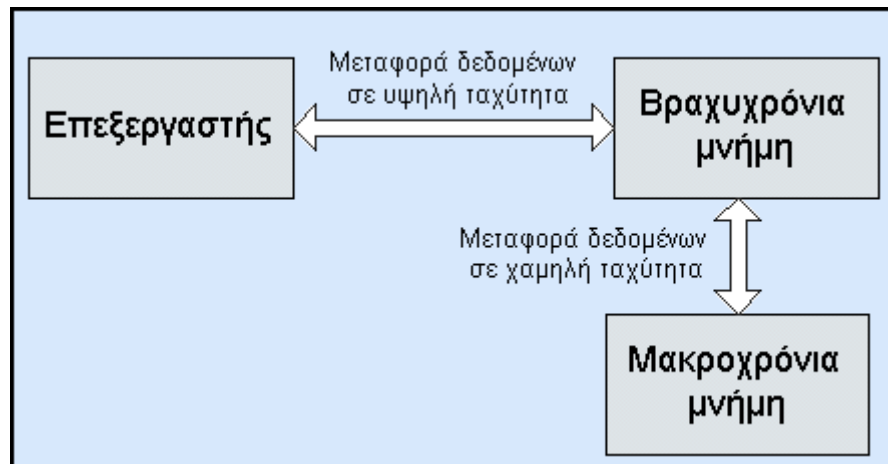 Μεταφορά δεδομένων
σε υψηλή ταχύτητα
Επεξεργαστής
Βραχυχρόνια
μνήμη
Μεταφορά δεδομένων
σε χαμηλή ταχύτητα
Μακροχρόνια
μνήμη